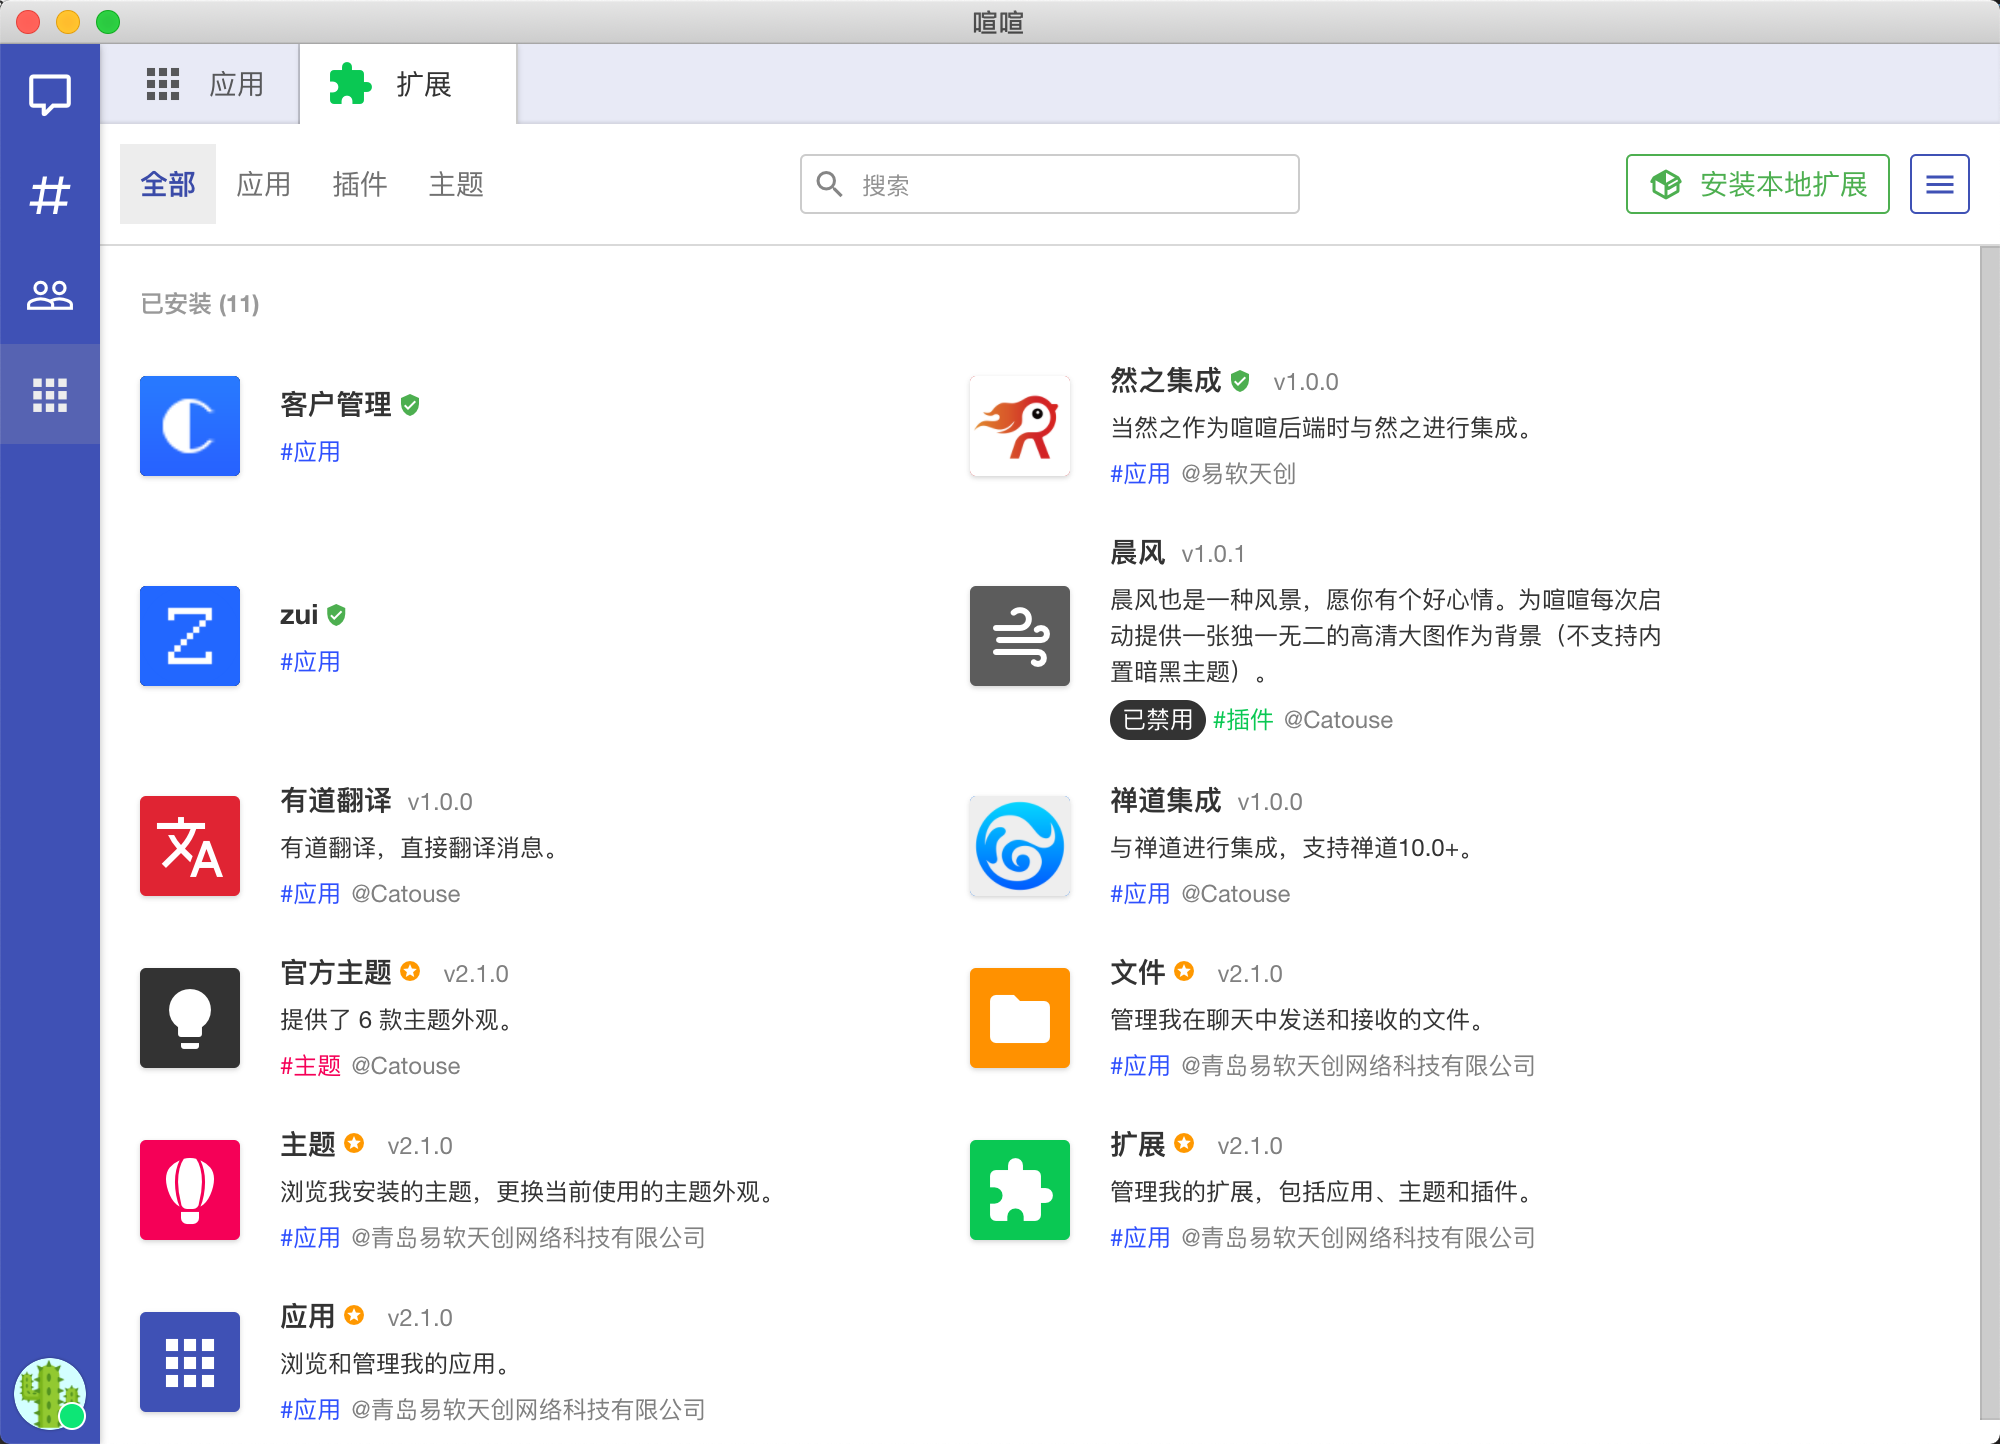 喧喧
应用
扩展
全部
应用
插件
主题
搜索
安装本地扩展
已安装 (11)
客户管理
#应用
然之集成 v1.0.0
当然之作为喧喧后端时与然之进行集成。
#应用 @易软天创
zui
#应用
晨风 v1.0.1
晨风也是一种风景，愿你有个好心情。为喧喧每次启
动提供一张独一无二的高清大图作为背景（不支持内
置暗黑主题）。
已禁用 #插件 @Catouse
有道翻译 v1.0.0
有道翻译，直接翻译消息。
#应用 @Catouse
禅道集成 v1.0.0
与禅道进行集成，支持禅道10.0+。
#应用 @Catouse
官方主题 v2.1.0
提供了 6 款主题外观。
#主题 @Catouse
文件 v2.1.0
管理我在聊天中发送和接收的文件。
#应用 @青岛易软天创网络科技有限公司
主题 v2.1.0
浏览我安装的主题，更换当前使用的主题外观。
#应用 @青岛易软天创网络科技有限公司
扩展 v2.1.0
管理我的扩展，包括应用、主题和插件。
#应用 @青岛易软天创网络科技有限公司
应用 v2.1.0
浏览和管理我的应用。
#应用 @青岛易软天创网络科技有限公司